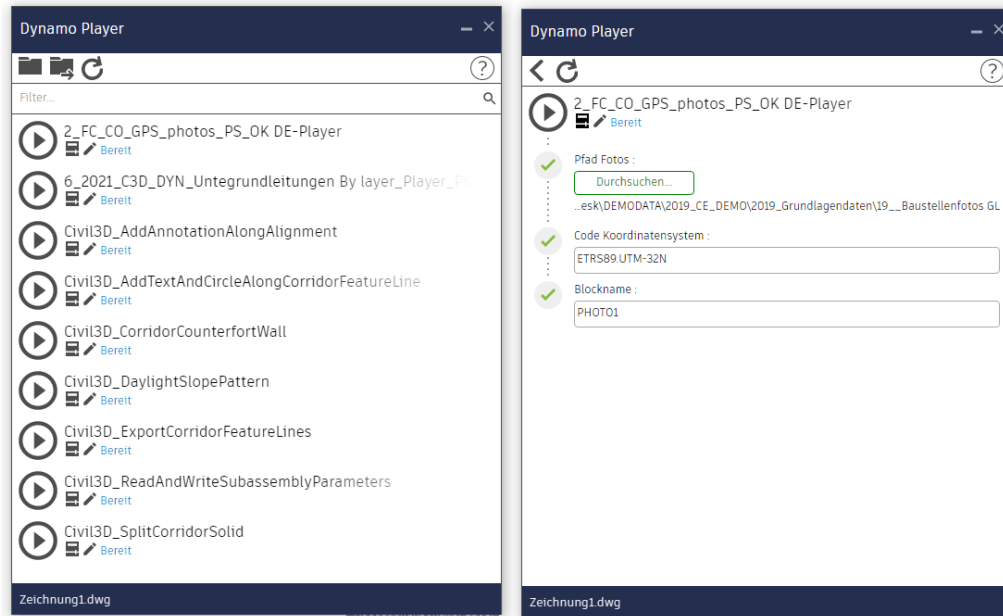 Dynamo Player
Filter...
2_FC_CO_GPS_photos_PS_OK DE-Player
Bereit
6_2021_C3D_DYN_Untegrundleitungen By layer_Player_
Bereit
Civil3D_AddAnnotationAlongAlignment
Bereit
Civil3D_AddTextAndCircleAlongCorridorFeatureLine
Bereit
Civil3D_CorridorCounterfortWall
Bereit
Civil3D_DaylightSlopePattern
Bereit
Civil3D_ExportCorridorFeatureLines
Bereit
Civil3D_ReadAndWriteSubassemblyParameters
Bereit
Civil3D_SplitCorridorSolid
Bereit
Zeichnung1.dwg
Dynamo Player
2_FC_CO_GPS_photos_PS_OK DE-Player
Bereit
Pfad Fotos :
Durchsuchen...
...esk\DEMODATA\2019_CE_DEMO\2019_Grundlagendaten\19__Baustellenfotos GL
Code Koordinatensystem :
ETRS89.UTM-32N
Blockname :
PHOTO1
Zeichnung1.dwg